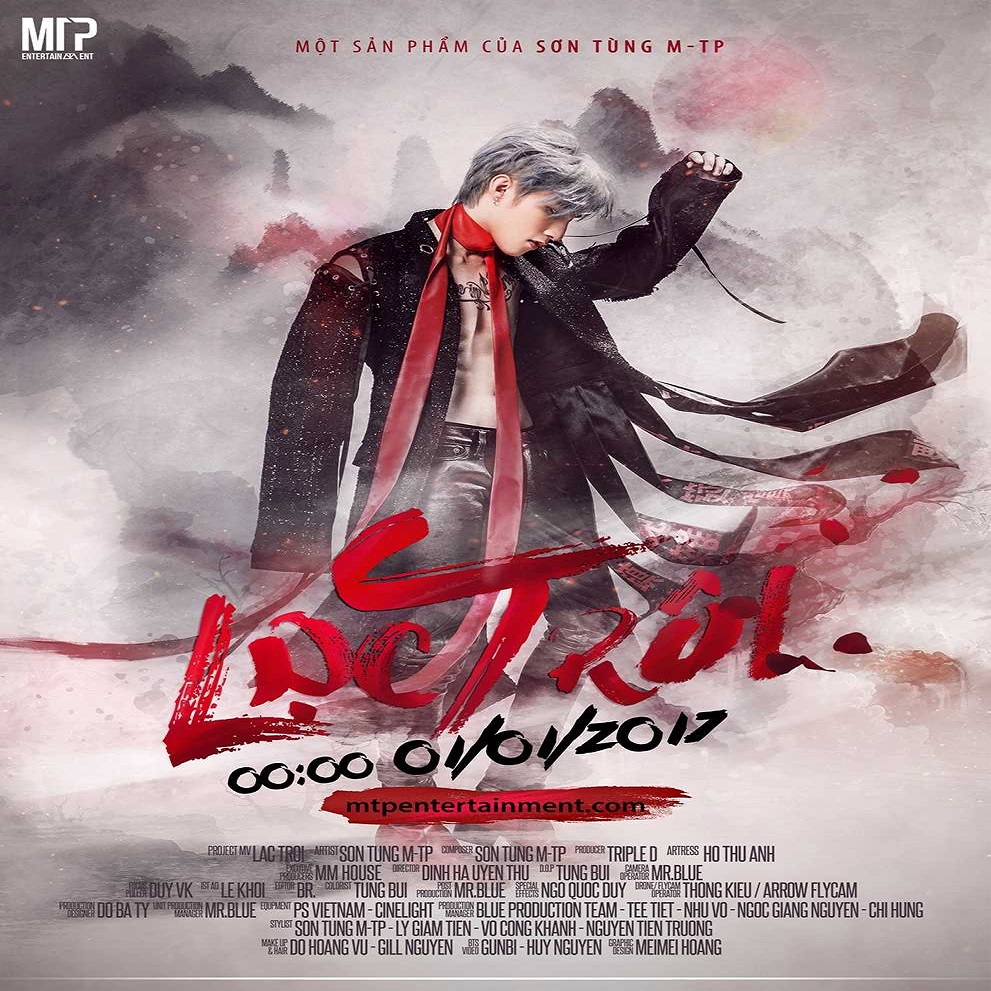 MTP
ENTERTAINMENT
MỘT SẢN PHẨM CỦA SƠN TÙNG M-TP
LẠC TRÔI
00:00 01/01/2017
mtpentertainment.com
PROJECT MV LAC TROI ARTIST SON TUNG M-TP COMPOSER SON TUNG M-TP PRODUCER TRIPLE D ARTRESS HO THU ANH
EXCUTIVE PRODUCERS MM HOUSE DIRECTOR DINH HA UYEN THU D.O.P TUNG BUI CAMERA OPERATOR MR.BLUE
FOCUS PULLER DUY VK 1ST AD. LE KHOI EDITOR BR. COLORIST TUNG BUI POST PRODUCTION MR.BLUE SPECIAL EFFECTS NGO QUOC DUY DRONE/FLYCAM OPERATOR THONG KIEU / ARROW FLYCAM
PRODUCTION DESIGNER DO BA TY UNIT PRODUCTION MANAGER MR.BLUE EQUIPMENT PS VIETNAM - CINELIGHT PRODUCTION MANAGER BLUE PRODUCTION TEAM - TEE TIET - NHU VO - NGOC GIANG NGUYEN - CHI HUNG
STYLIST SON TUNG M-TP - LY GIAM TIEN - VO CONG KHANH - NGUYEN TIEN TRUONG
MAKE UP & HAIR DO HOANG VU - GILL NGUYEN BTS VIDEO GUNBI - HUY NGUYEN GRAPHIC DESIGN MEIMEI HOANG